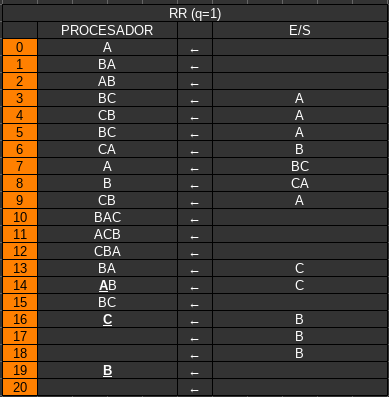 RR (q=1)
PROCESADOR E/S
0 A ←
1 BA ←
2 AB ←
3 BC ← A
4 CB ← A
5 BC ← A
6 CA ← B
7 A ← BC
8 B ← CA
9 CB ← A
10 BAC ←
11 ACB ←
12 CBA ←
13 BA ← C
14 AB ← C
15 BC ←
16 C ← B
17 ← B
18 ← B
19 B ←
20 ←